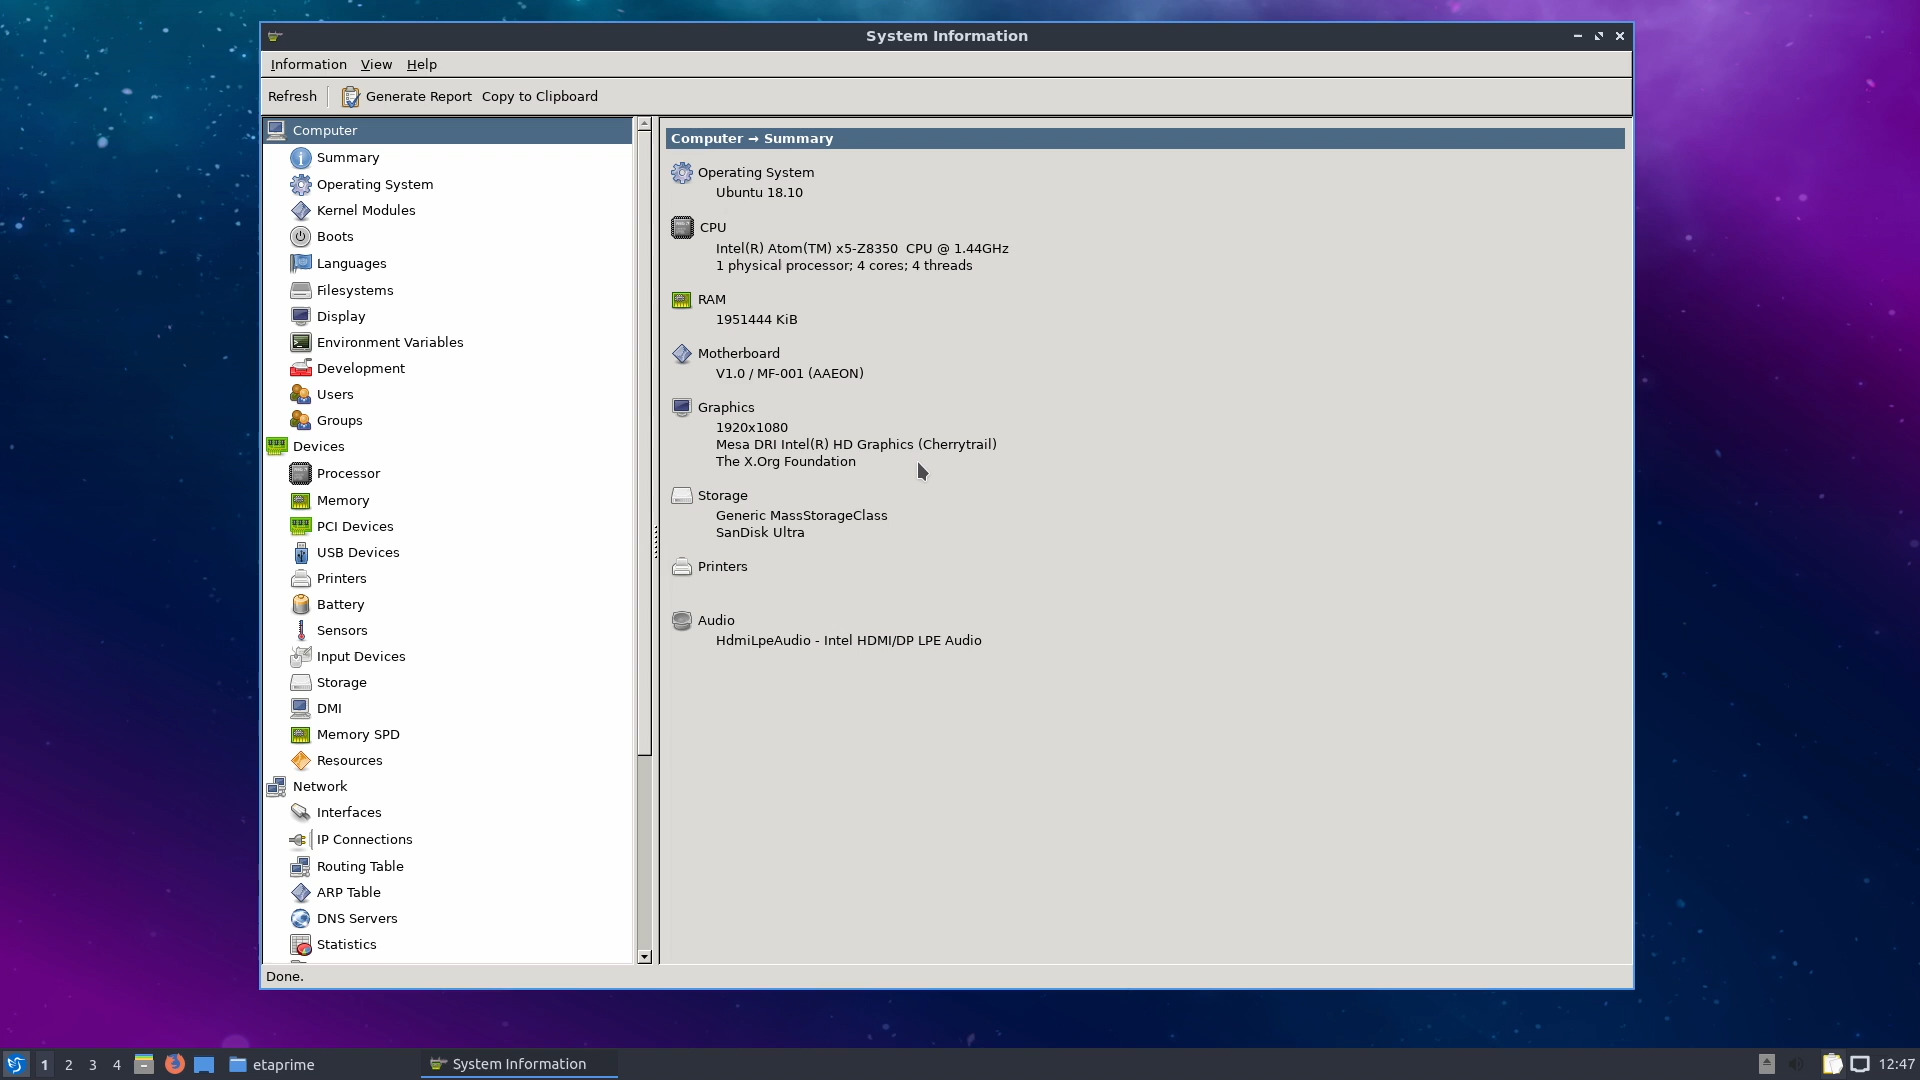 System Information
Information View Help
Refresh Generate Report Copy to Clipboard
Computer
Summary
Operating System
Kernel Modules
Boots
Languages
Filesystems
Display
Environment Variables
Development
Users
Groups
Devices
Processor
Memory
PCI Devices
USB Devices
Printers
Battery
Sensors
Input Devices
Storage
DMI
Memory SPD
Resources
Network
Interfaces
IP Connections
Routing Table
ARP Table
DNS Servers
Statistics
Computer → Summary
Operating System
Ubuntu 18.10
CPU
Intel(R) Atom(TM) x5-Z8350  CPU @ 1.44GHz
1 physical processor; 4 cores; 4 threads
RAM
1951444 KiB
Motherboard
V1.0 / MF-001 (AAEON)
Graphics
1920x1080
Mesa DRI Intel(R) HD Graphics (Cherrytrail)
The X.Org Foundation
Storage
Generic MassStorageClass
SanDisk Ultra
Printers
Audio
HdmiLpeAudio - Intel HDMI/DP LPE Audio
Done.
1 2 3 4 etaprime System Information 12:47